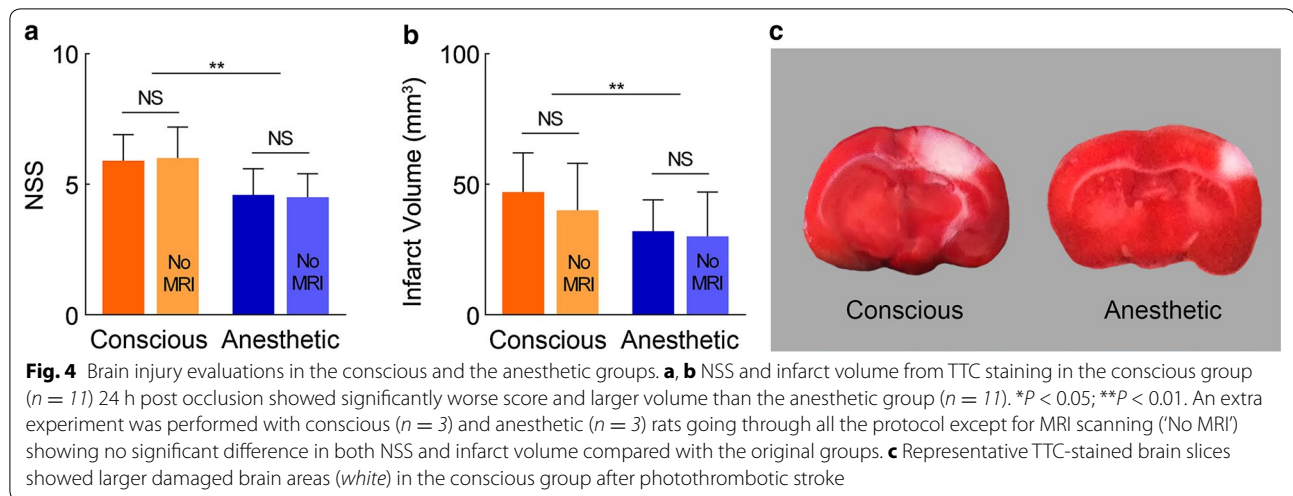 a
NSS
10
5
0
**
NS
NS
No
MRI
No
MRI
Conscious
Anesthetic
b
Infarct Volume (mm³)
100
50
0
**
NS
NS
No
MRI
No
MRI
Conscious
Anesthetic
c
Conscious
Anesthetic
Fig. 4 Brain injury evaluations in the conscious and the anesthetic groups. a, b NSS and infarct volume from TTC staining in the conscious group
(n = 11) 24 h post occlusion showed significantly worse score and larger volume than the anesthetic group (n = 11). *P < 0.05; **P < 0.01. An extra
experiment was performed with conscious (n = 3) and anesthetic (n = 3) rats going through all the protocol except for MRI scanning (‘No MRI’)
showing no significant difference in both NSS and infarct volume compared with the original groups. c Representative TTC-stained brain slices
showed larger damaged brain areas (white) in the conscious group after photothrombotic stroke